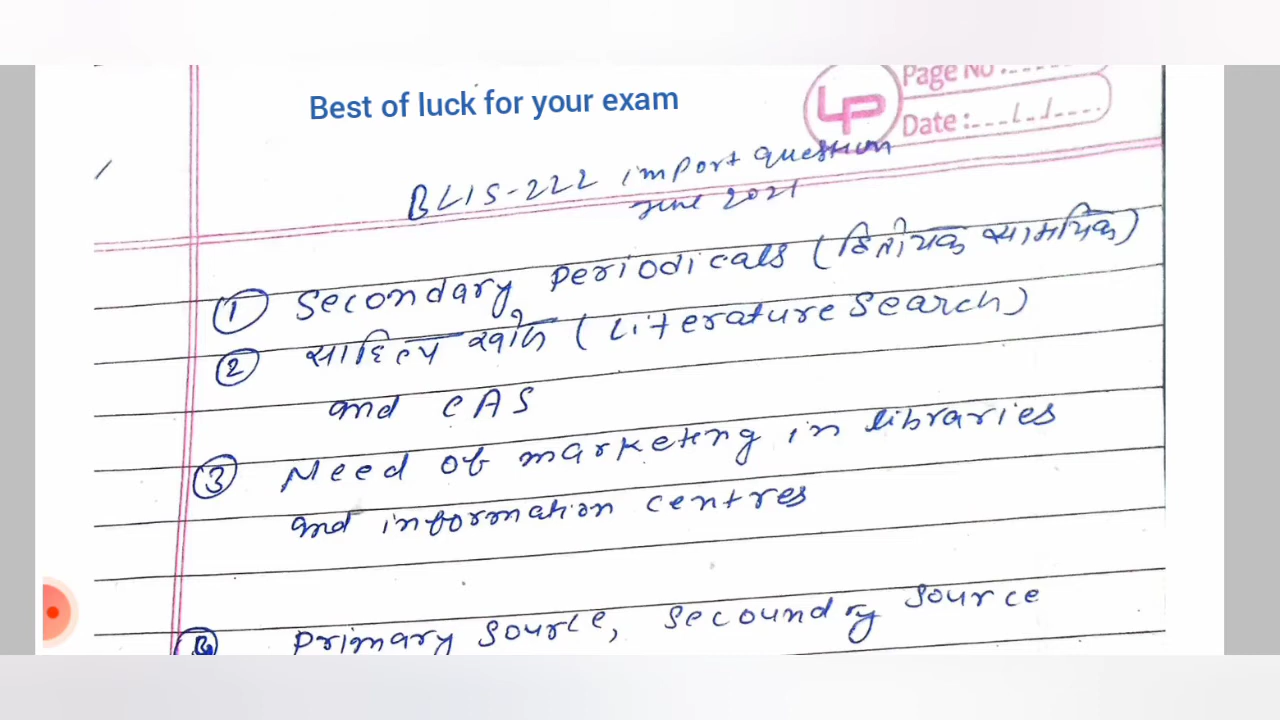 Page No :-----
Best of luck for your exam
LP
Date :---/--/----
BLIS-222 import question
June 2021
① Secondary Periodicals (द्वितीयक सामयिक)
② साहित्य खोज (Literature Search)
and CAS
③ Need of marketing in libraries
and information centres
Primary source, Secoundry source